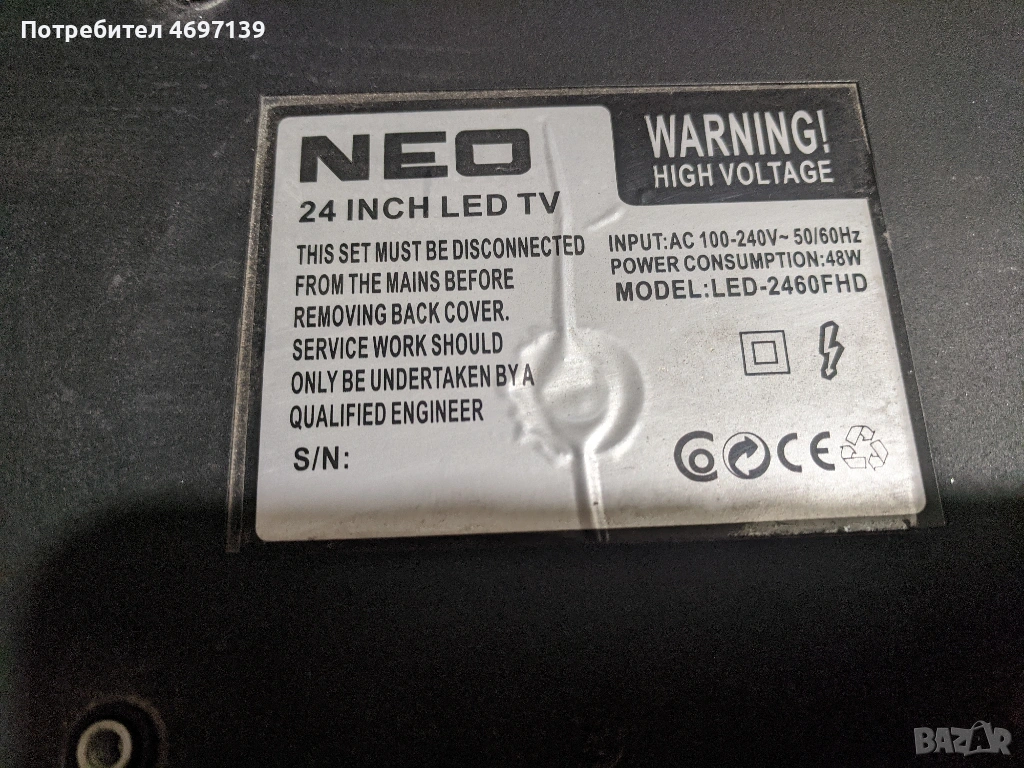 Потребител 4697139
NEO
24 INCH LED TV
THIS SET MUST BE DISCONNECTED
FROM THE MAINS BEFORE
REMOVING BACK COVER.
SERVICE WORK SHOULD
ONLY BE UNDERTAKEN BY A
QUALIFIED ENGINEER
S/N:
WARNING!
HIGH VOLTAGE
INPUT:AC 100-240V~ 50/60Hz
POWER CONSUMPTION:48W
MODEL:LED-2460FHD
CE
BAZAR